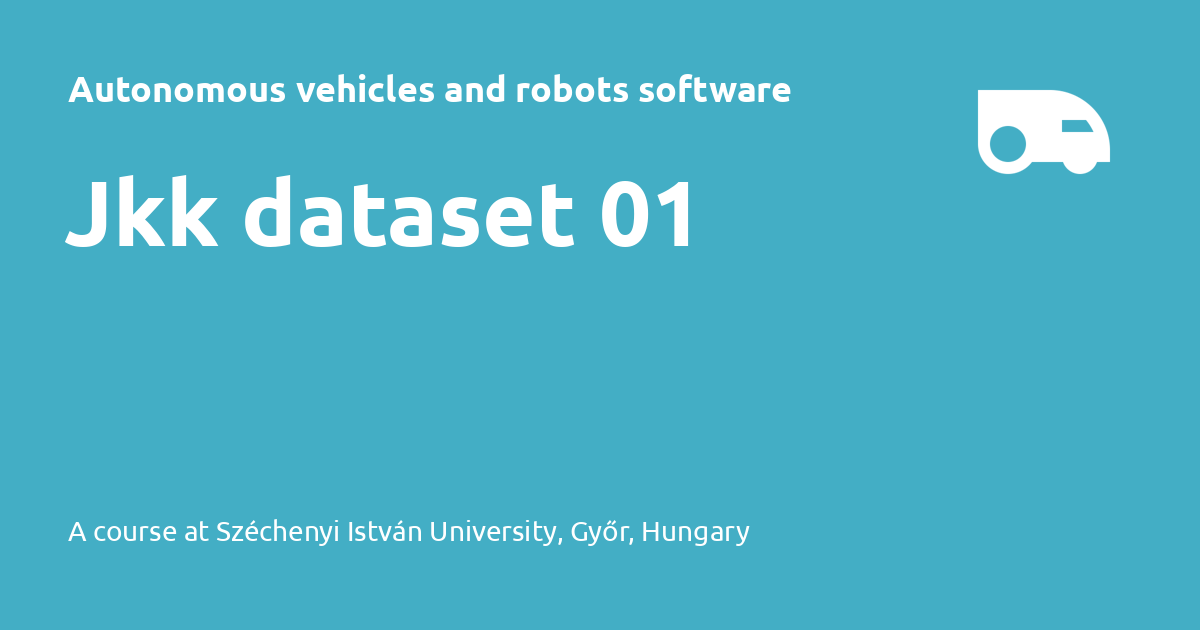 Autonomous vehicles and robots software
Jkk dataset 01
A course at Széchenyi István University, Győr, Hungary